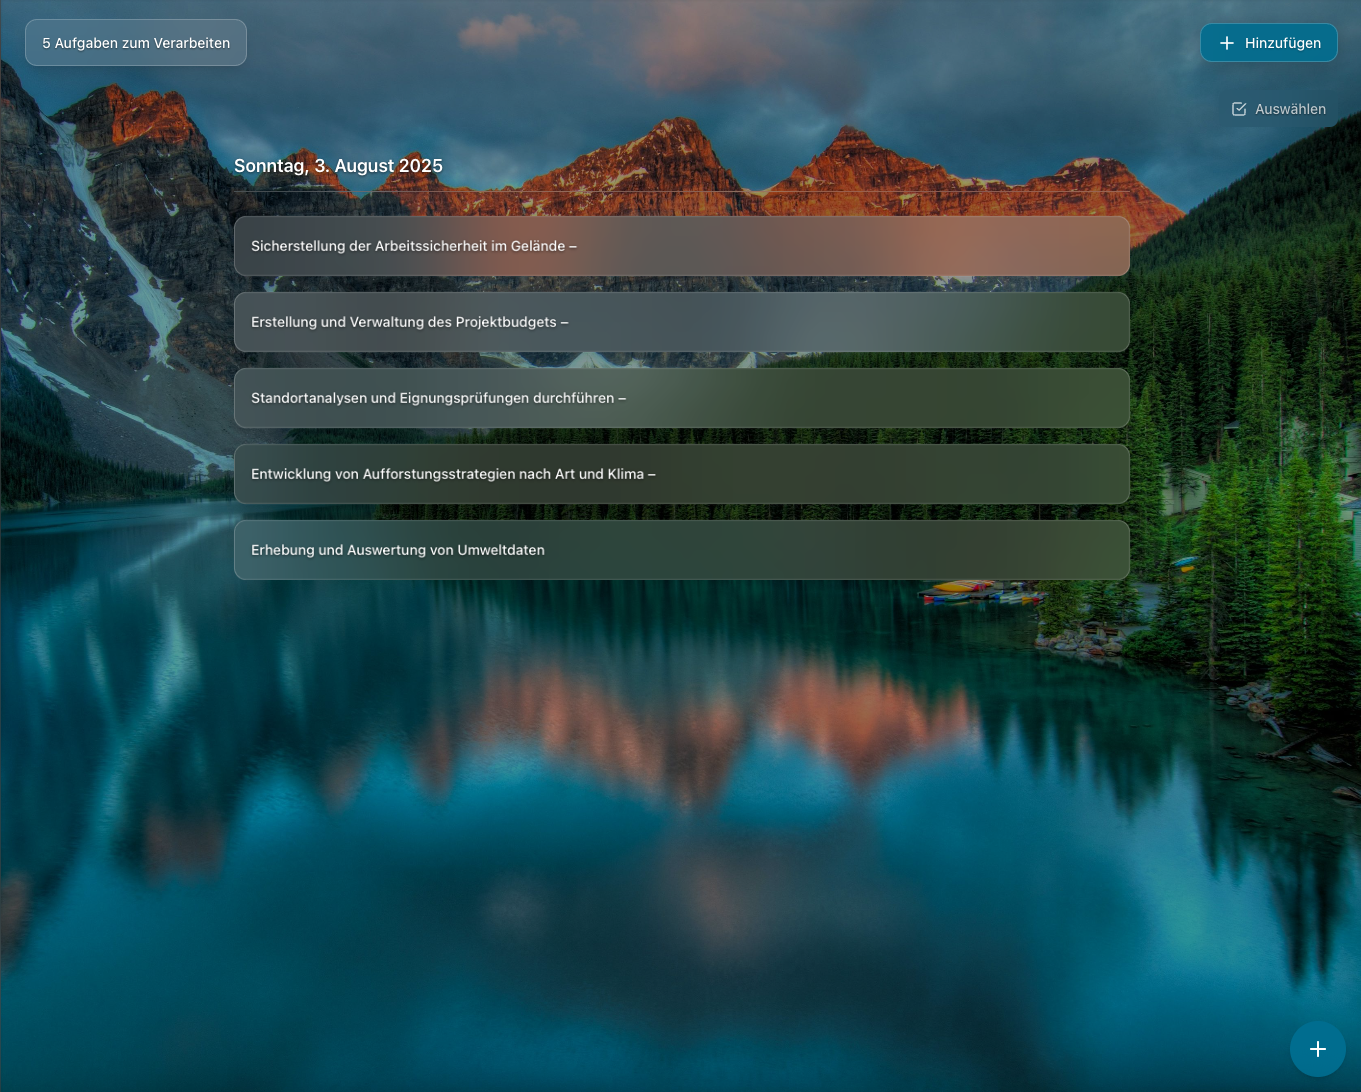 5 Aufgaben zum Verarbeiten
Hinzufügen
Auswählen
Sonntag, 3. August 2025
Sicherstellung der Arbeitssicherheit im Gelände –
Erstellung und Verwaltung des Projektbudgets –
Standortanalysen und Eignungsprüfungen durchführen –
Entwicklung von Aufforstungsstrategien nach Art und Klima –
Erhebung und Auswertung von Umweltdaten